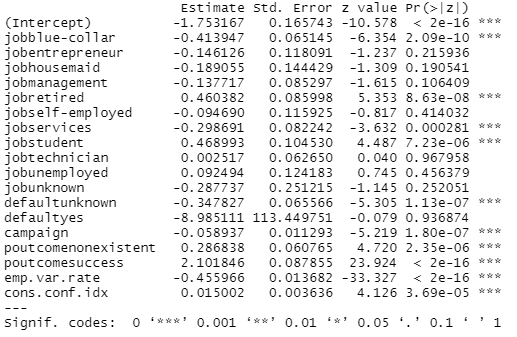 Estimate Std. Error z value Pr(>|z|)
(Intercept) -1.753167 0.165743 -10.578 < 2e-16 ***
jobblue-collar -0.413947 0.065145 -6.354 2.09e-10 ***
jobentrepreneur -0.146126 0.118091 -1.237 0.215936
jobhousemaid -0.189055 0.144429 -1.309 0.190541
jobmanagement -0.137717 0.085297 -1.615 0.106409
jobretired 0.460382 0.085998 5.353 8.63e-08 ***
jobself-employed -0.094690 0.115925 -0.817 0.414032
jobservices -0.298691 0.082242 -3.632 0.000281 ***
jobstudent 0.468993 0.104530 4.487 7.23e-06 ***
jobtechnician 0.002517 0.062650 0.040 0.967958
jobunemployed 0.092494 0.124183 0.745 0.456379
jobunknown -0.287737 0.251215 -1.145 0.252051
defaultunknown -0.347827 0.065566 -5.305 1.13e-07 ***
defaultyes -8.985111 113.449751 -0.079 0.936874
campaign -0.058937 0.011293 -5.219 1.80e-07 ***
poutcomenonexistent 0.286838 0.060765 4.720 2.35e-06 ***
poutcomesuccess 2.101846 0.087855 23.924 < 2e-16 ***
emp.var.rate -0.455966 0.013682 -33.327 < 2e-16 ***
cons.conf.idx 0.015002 0.003636 4.126 3.69e-05 ***
---
Signif. codes: 0 ‘***’ 0.001 ‘**’ 0.01 ‘*’ 0.05 ‘.’ 0.1 ‘ ’ 1